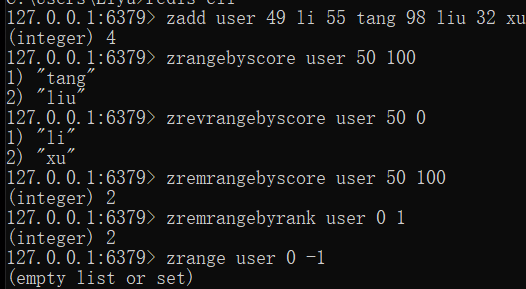 127.0.0.1:6379> zadd user 49 li 55 tang 98 liu 32 xu
(integer) 4
127.0.0.1:6379> zrangebyscore user 50 100
1) "tang"
2) "liu"
127.0.0.1:6379> zrevrangebyscore user 50 0
1) "li"
2) "xu"
127.0.0.1:6379> zremrangebyscore user 50 100
(integer) 2
127.0.0.1:6379> zremrangebyrank user 0 1
(integer) 2
127.0.0.1:6379> zrange user 0 -1
(empty list or set)